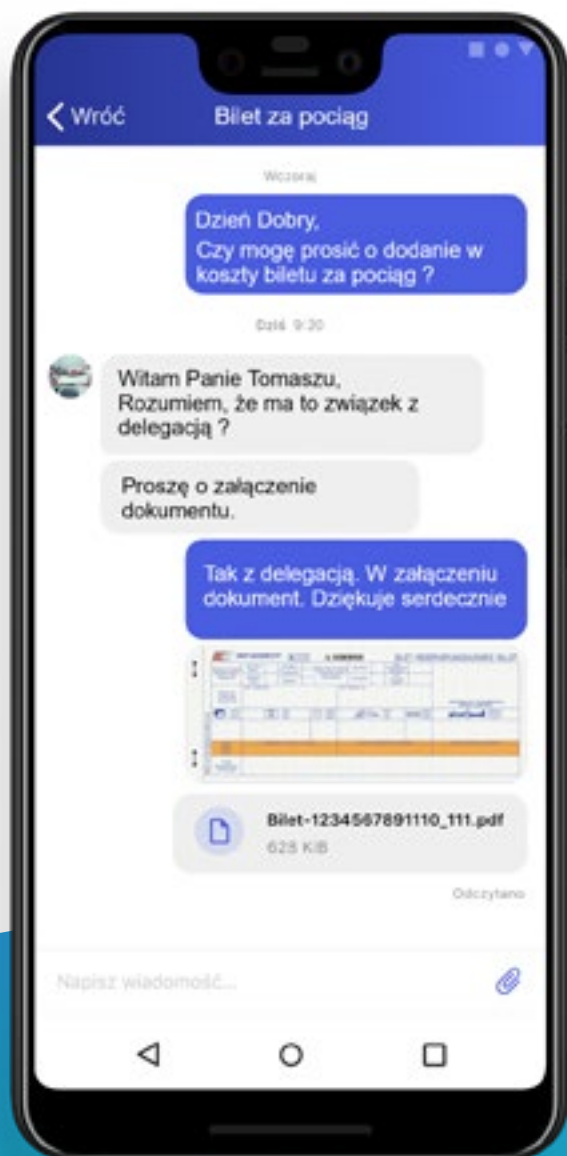 Wróć
Bilet za pociąg
Wczoraj
Dzień Dobry,
Czy mogę prosić o dodanie w
koszty biletu za pociąg ?
Dziś 9:20
Witam Panie Tomaszu,
Rozumiem, że ma to związek z
delegacją ?
Proszę o załączenie
dokumentu.
Tak z delegacją. W załączeniu
dokument. Dziękuje serdecznie
Bilet-1234567891110_111.pdf
628 KiB
Odczytano
Napisz wiadomość...